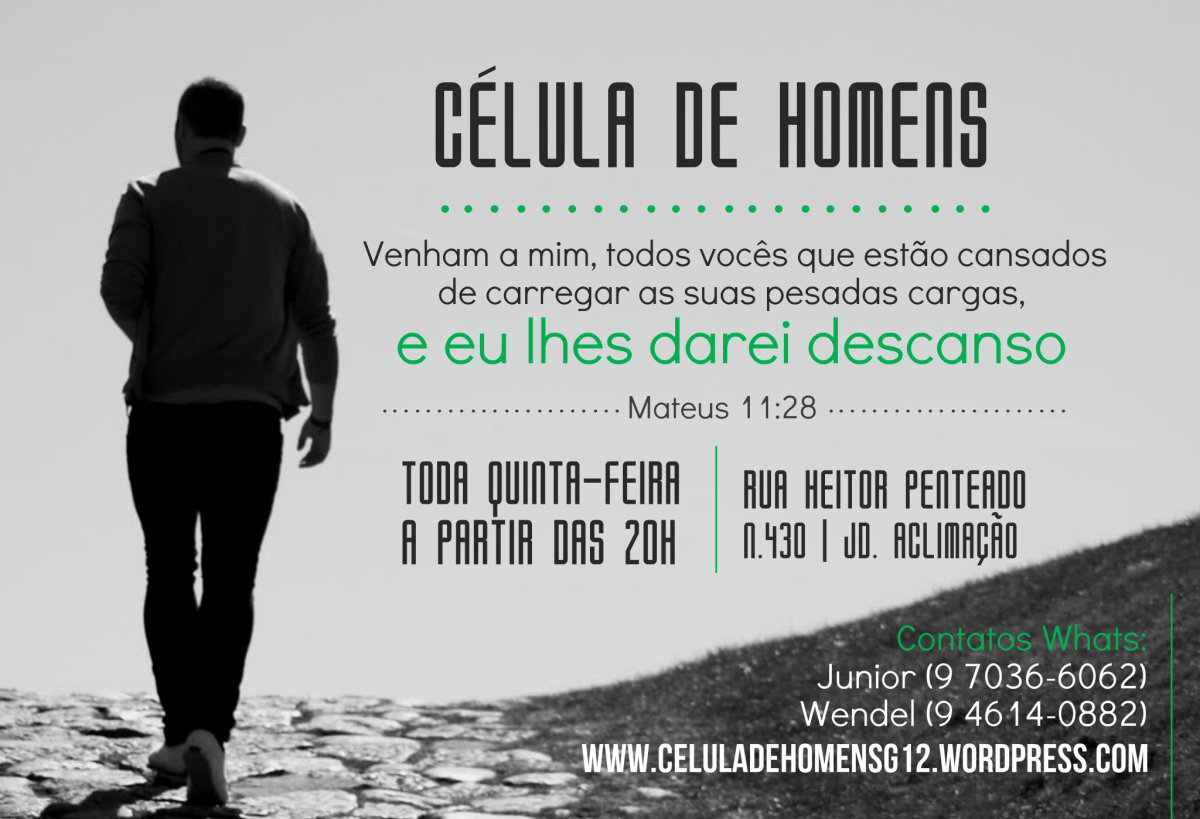 CÉLULA DE HOMENS
Venham a mim, todos vocês que estão cansados
de carregar as suas pesadas cargas,
e eu lhes darei descanso
Mateus 11:28
TODA QUINTA-FEIRA
A PARTIR DAS 20H
RUA HEITOR PENTEADO
N.430 | JD. ACLIMAÇÃO
Contatos Whats:
Junior (9 7036-6062)
Wendel (9 4614-0882)
WWW.CELULADEHOMENSG12.WORDPRESS.COM